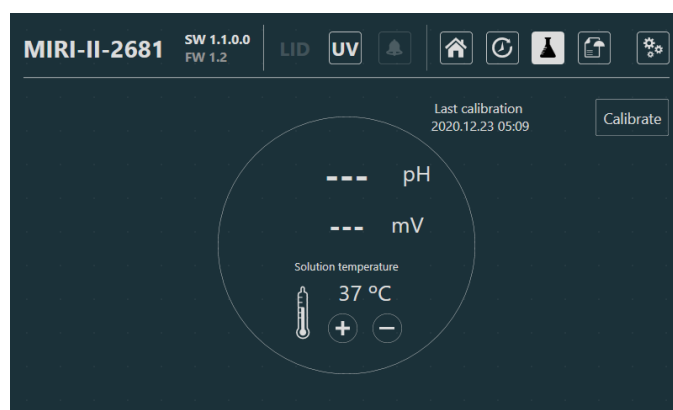 MIRI-II-2681 SW 1.1.0.0 LID UV
FW 1.2
Last calibration
2020.12.23 05:09
Calibrate
--- pH
--- mV
Solution temperature
37 ºC
+ −